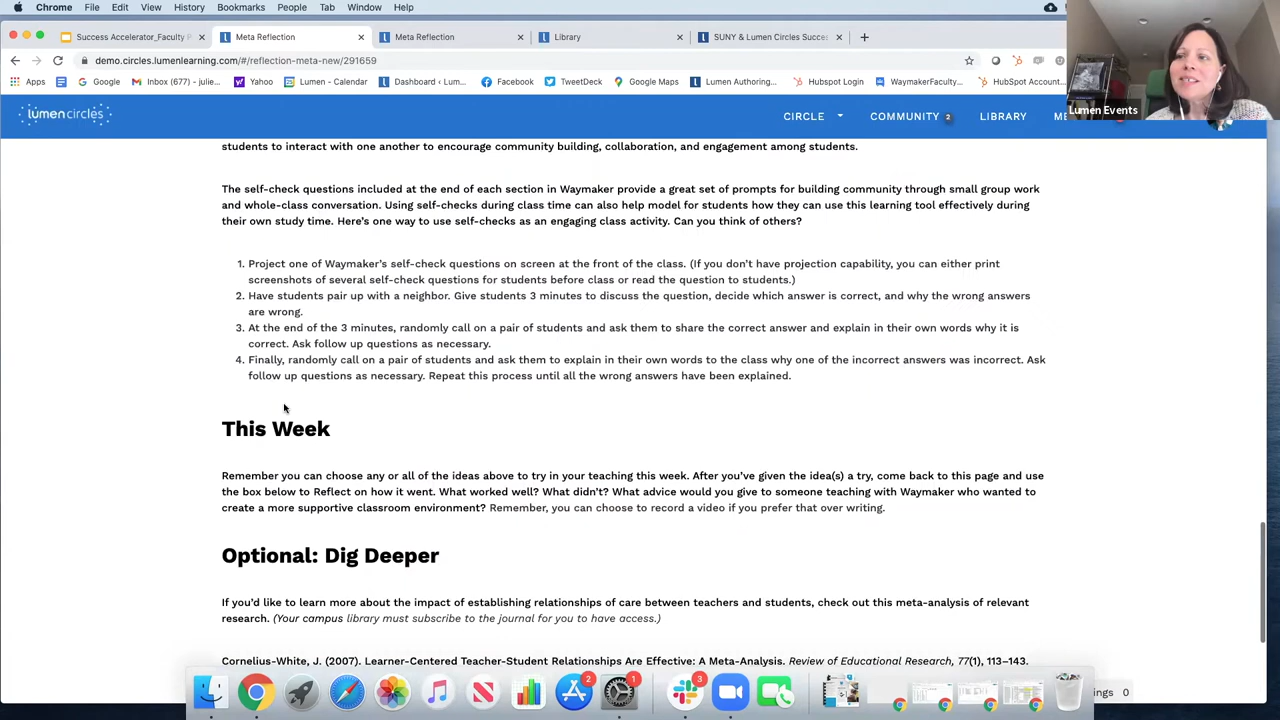 Chrome File Edit View History Bookmarks People Tab Window Help
Success Accelerator_Faculty P
Meta Reflection
Meta Reflection
Library
SUNY & Lumen Circles Succes
demo.circles.lumenlearning.com/#/reflection-meta-new/291659
Apps Google Inbox (677) - julie... Yahoo Lumen - Calendar Dashboard ‹ Lum... Facebook TweetDeck Google Maps Lumen Authoring... Hubspot Login WaymakerFaculty... HubSpot Account...
Lumen Events
lumencircles
CIRCLE COMMUNITY 2 LIBRARY
students to interact with one another to encourage community building, collaboration, and engagement among students.
The self-check questions included at the end of each section in Waymaker provide a great set of prompts for building community through small group work
and whole-class conversation. Using self-checks during class time can also help model for students how they can use this learning tool effectively during
their own study time. Here's one way to use self-checks as an engaging class activity. Can you think of others?
1. Project one of Waymaker's self-check questions on screen at the front of the class. (If you don't have projection capability, you can either print
screenshots of several self-check questions for students before class or read the question to students.)
2. Have students pair up with a neighbor. Give students 3 minutes to discuss the question, decide which answer is correct, and why the wrong answers
are wrong.
3. At the end of the 3 minutes, randomly call on a pair of students and ask them to share the correct answer and explain in their own words why it is
correct. Ask follow up questions as necessary.
4. Finally, randomly call on a pair of students and ask them to explain in their own words to the class why one of the incorrect answers was incorrect. Ask
follow up questions as necessary. Repeat this process until all the wrong answers have been explained.
This Week
Remember you can choose any or all of the ideas above to try in your teaching this week. After you've given the idea(s) a try, come back to this page and use
the box below to Reflect on how it went. What worked well? What didn't? What advice would you give to someone teaching with Waymaker who wanted to
create a more supportive classroom environment? Remember, you can choose to record a video if you prefer that over writing.
Optional: Dig Deeper
If you'd like to learn more about the impact of establishing relationships of care between teachers and students, check out this meta-analysis of relevant
research. (Your campus library must subscribe to the journal for you to have access.)
Cornelius-White, J. (2007). Learner-Centered Teacher-Student Relationships Are Effective: A Meta-Analysis. Review of Educational Research, 77(1), 113–143.
2 1 3
ngs 0